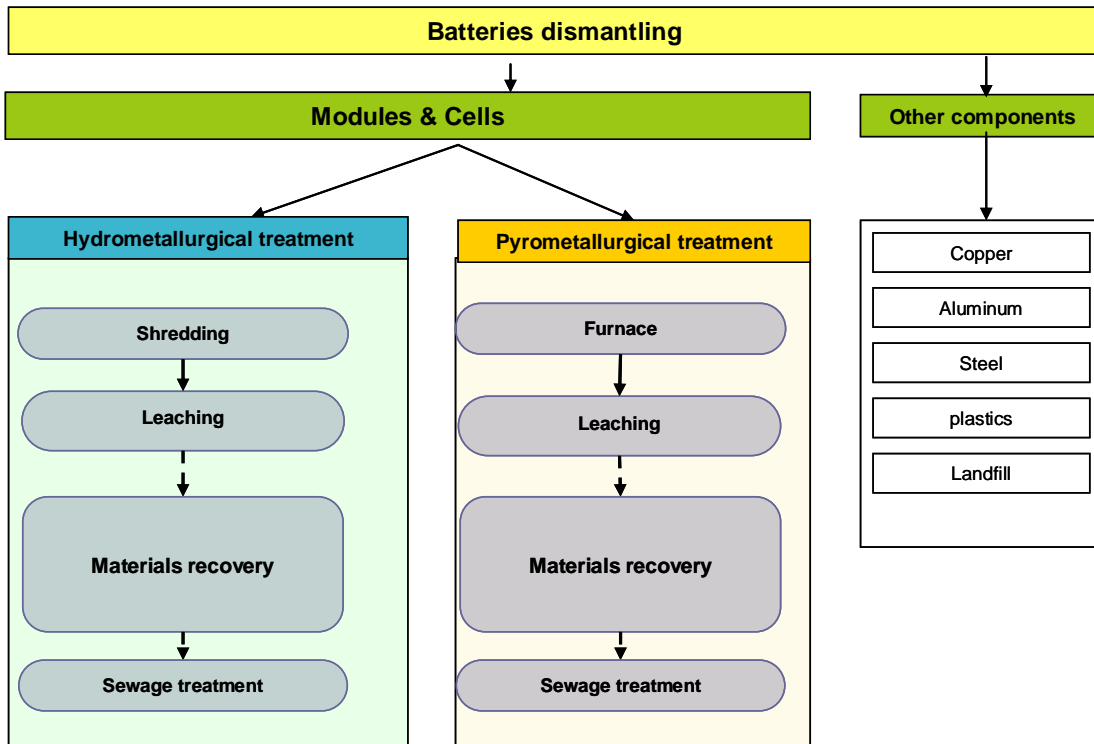 Batteries dismantling
Modules & Cells
Other components
Hydrometallurgical treatment
Shredding
Leaching
Materials recovery
Sewage treatment
Pyrometallurgical treatment
Furnace
Leaching
Materials recovery
Sewage treatment
Copper
Aluminum
Steel
plastics
Landfill